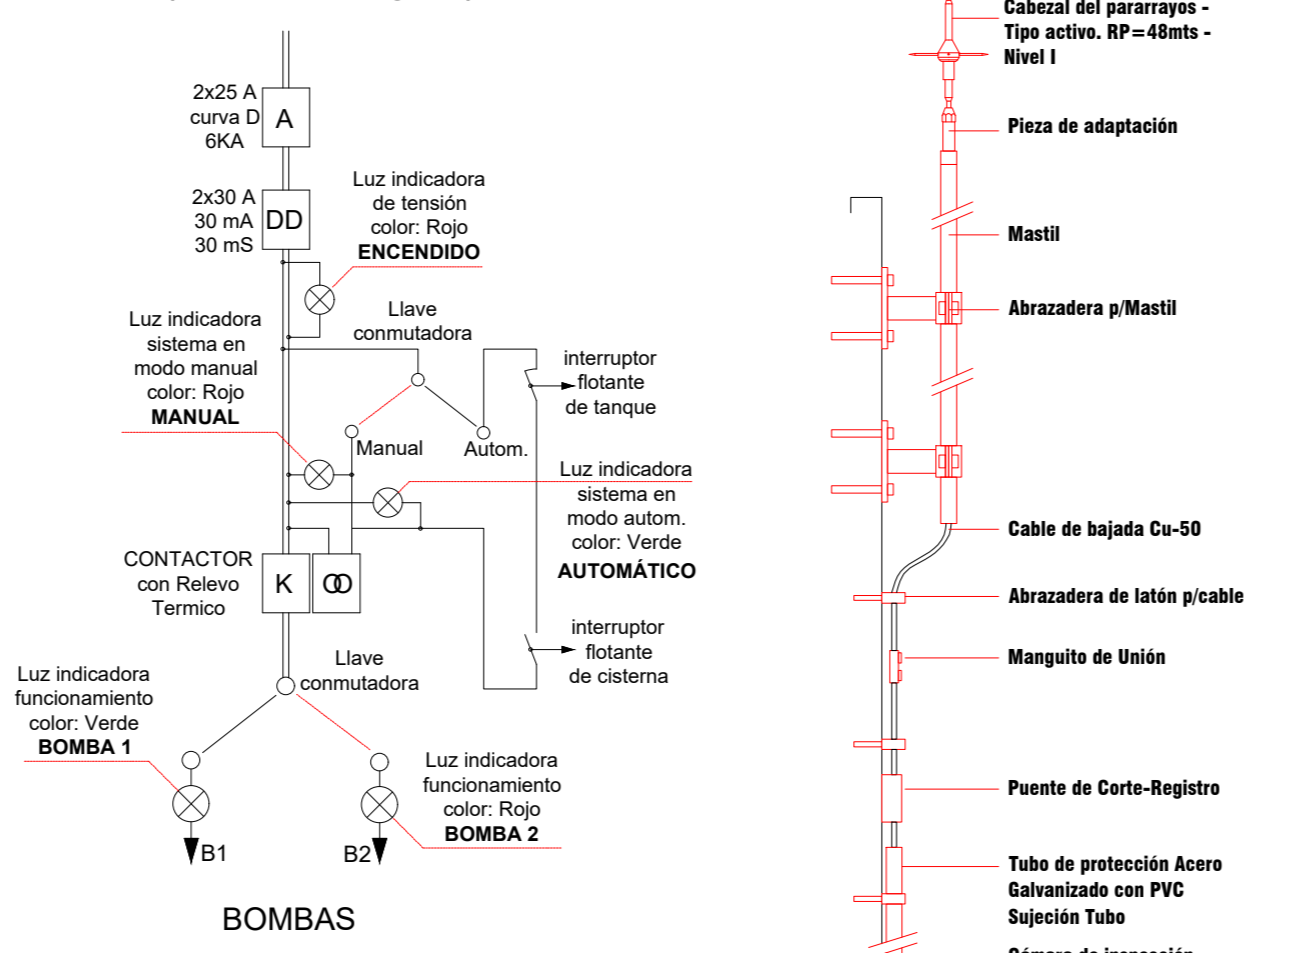 2x25 A
curva D
6KA
A
2x30 A
30 mA
30 mS
DD
Luz indicadora
de tensión
color: Rojo
ENCENDIDO
Luz indicadora
sistema en
modo manual
color: Rojo
MANUAL
Llave
conmutadora
interruptor
flotante
de tanque
Manual
Autom.
Luz indicadora
sistema en
modo autom.
color: Verde
AUTOMÁTICO
CONTACTOR
con Relevo
Termico
K
interruptor
flotante
de cisterna
Llave
conmutadora
Luz indicadora
funcionamiento
color: Verde
BOMBA 1
Luz indicadora
funcionamiento
color: Rojo
BOMBA 2
B1
B2
BOMBAS
Cabezal del pararrayos -
Tipo activo. RP=48mts -
Nivel I
Pieza de adaptación
Mastil
Abrazadera p/Mastil
Cable de bajada Cu-50
Abrazadera de latón p/cable
Manguito de Unión
Puente de Corte-Registro
Tubo de protección Acero
Galvanizado con PVC
Sujeción Tubo
Cámara de inspección